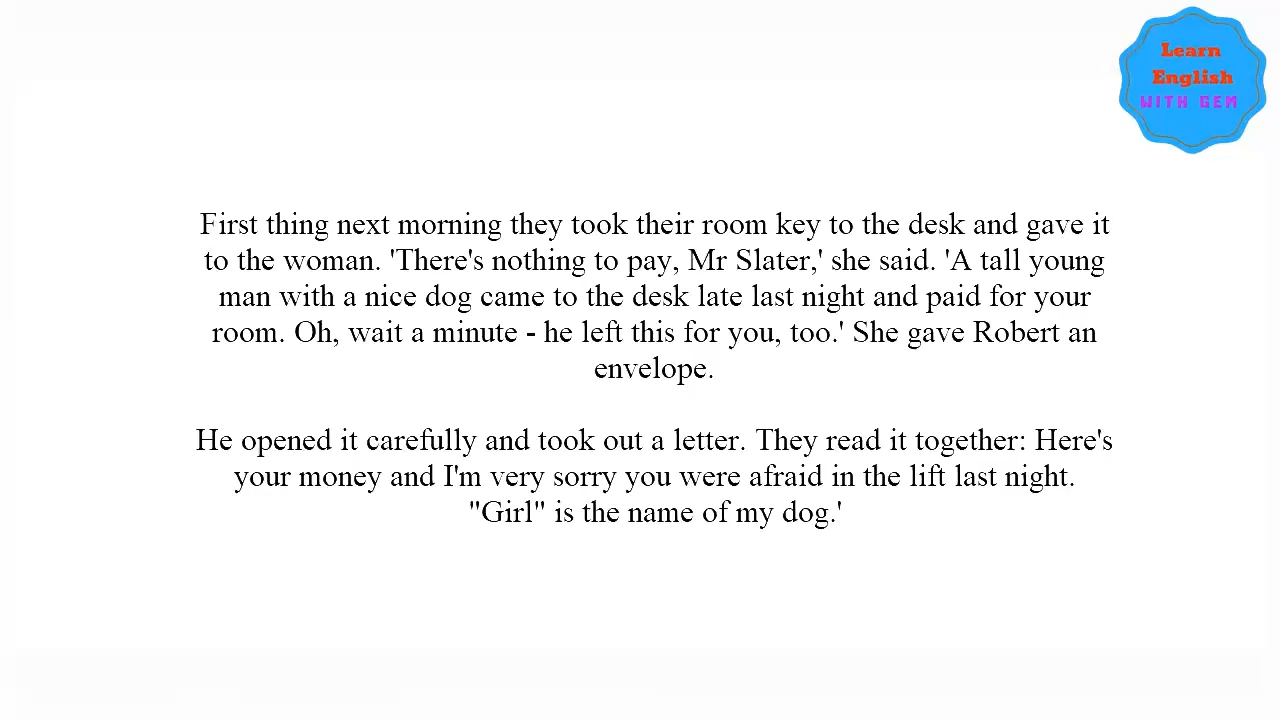 Learn
English
WITH GEM
First thing next morning they took their room key to the desk and gave it
to the woman. 'There's nothing to pay, Mr Slater,' she said. 'A tall young
man with a nice dog came to the desk late last night and paid for your
room. Oh, wait a minute - he left this for you, too.' She gave Robert an
envelope.
He opened it carefully and took out a letter. They read it together: Here's
your money and I'm very sorry you were afraid in the lift last night.
"Girl" is the name of my dog.'